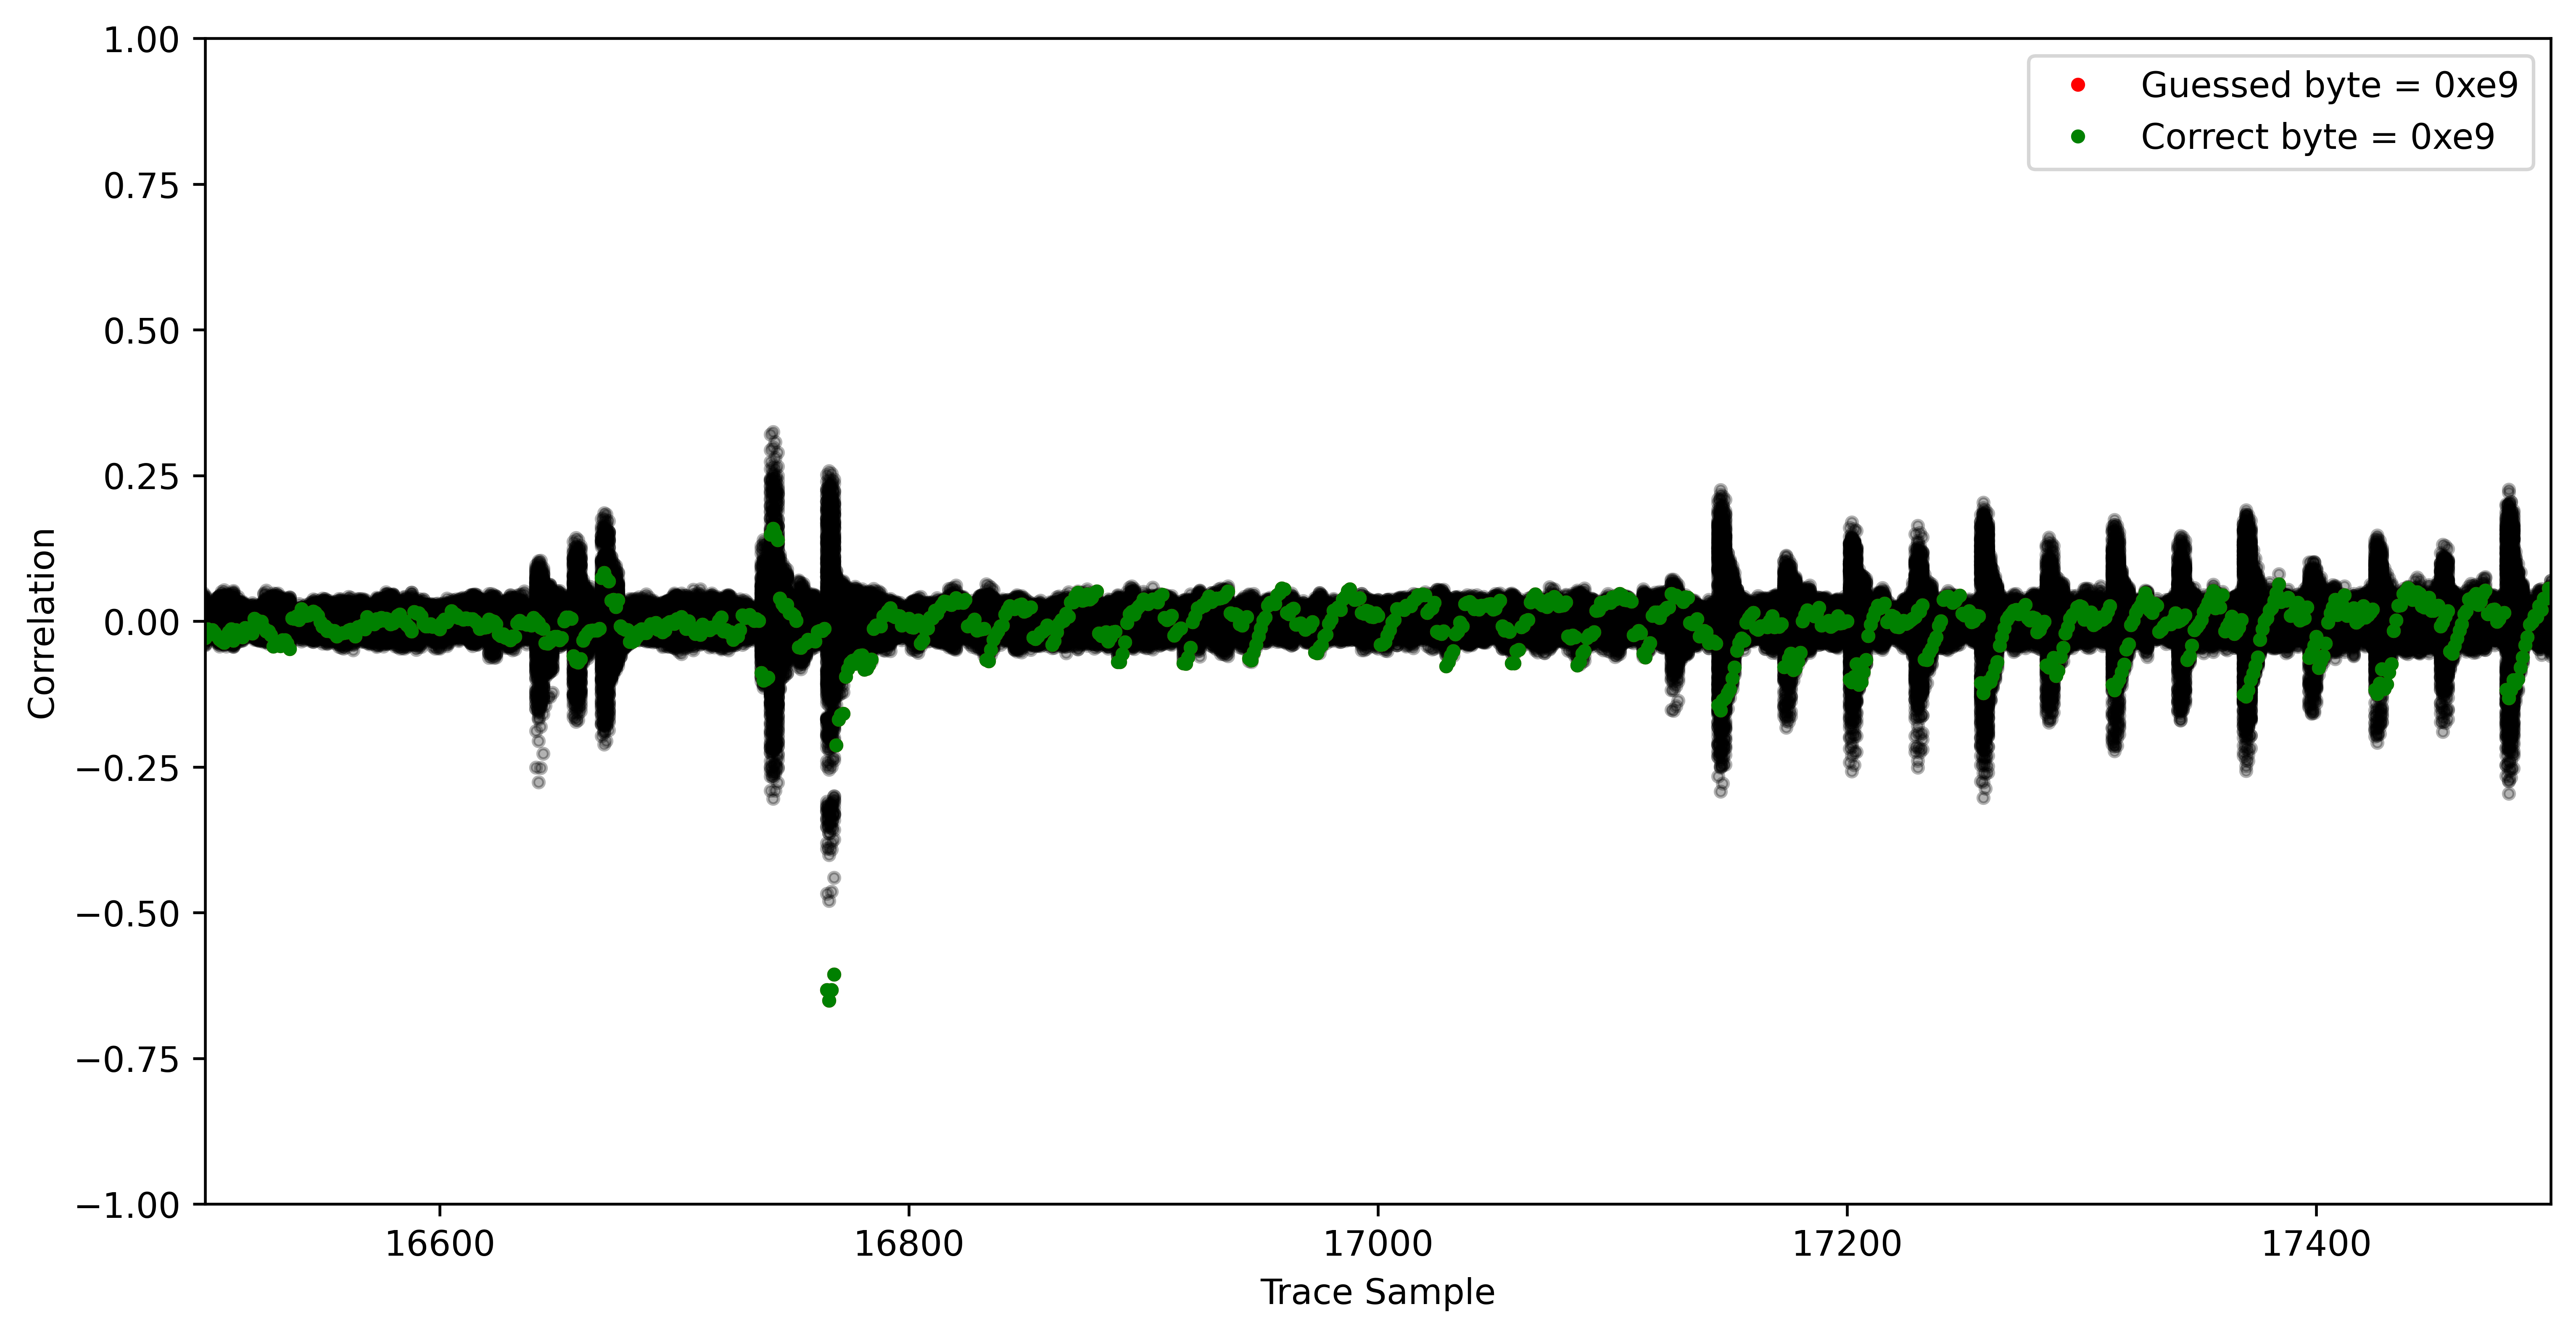 1.00
0.75
0.50
0.25
0.00
−0.25
−0.50
−0.75
−1.00
Correlation
Guessed byte = 0xe9
Correct byte = 0xe9
16600 16800 17000 17200 17400
Trace Sample